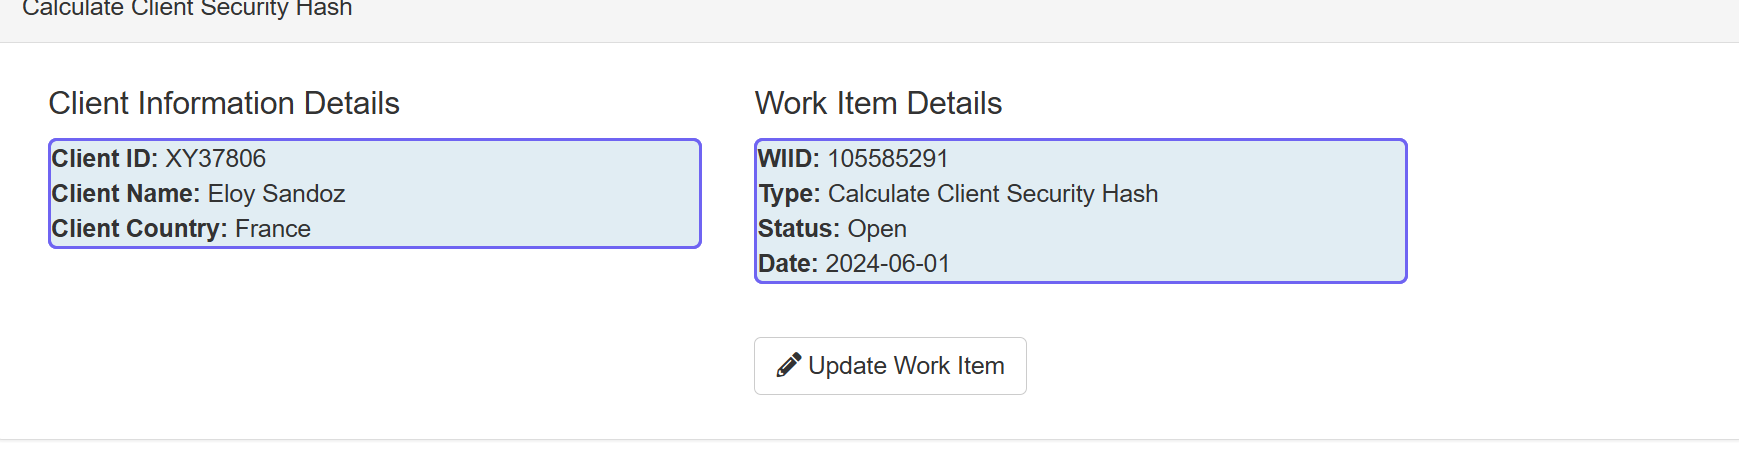 Calculate Client Security Hash
Client Information Details
Client ID: XY37806
Client Name: Eloy Sandoz
Client Country: France
Work Item Details
WIID: 105585291
Type: Calculate Client Security Hash
Status: Open
Date: 2024-06-01
Update Work Item